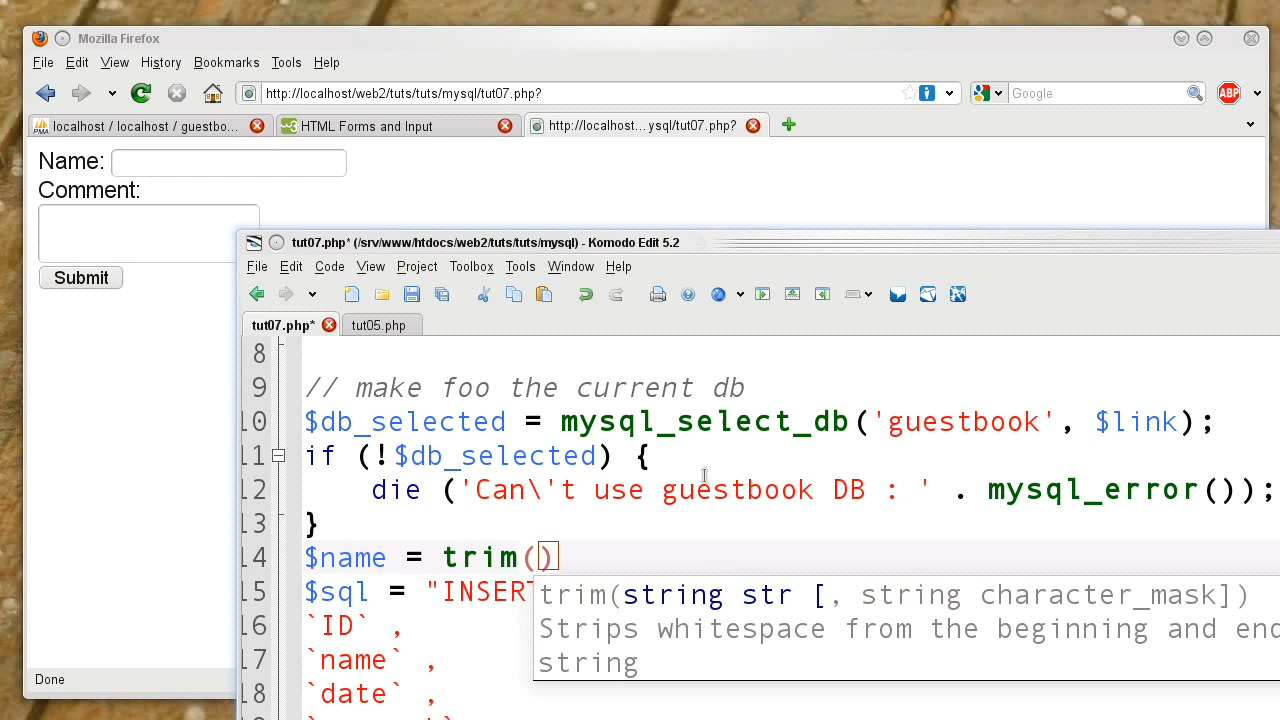 Mozilla Firefox
File Edit View History Bookmarks Tools Help
http://localhost/web2/tuts/tuts/mysql/tut07.php?
Google
ABP
PMA localhost / localhost / guestbo...
HTML Forms and Input
http://localhost...ysql/tut07.php?
Name:
Comment:
Submit
Done
tut07.php* (/srv/www/htdocs/web2/tuts/tuts/mysql) - Komodo Edit 5.2
File Edit Code View Project Toolbox Tools Window Help
tut07.php* tut05.php
8
9 // make foo the current db
10 $db_selected = mysql_select_db('guestbook', $link);
11 if (!$db_selected) {
12 die ('Can\'t use guestbook DB : ' . mysql_error());
13 }
14 $name = trim()
15 $sql = "INSERT
trim(string str [, string character_mask])
16 `ID` ,
Strips whitespace from the beginning and end
17 `name` ,
string
18 `date` ,